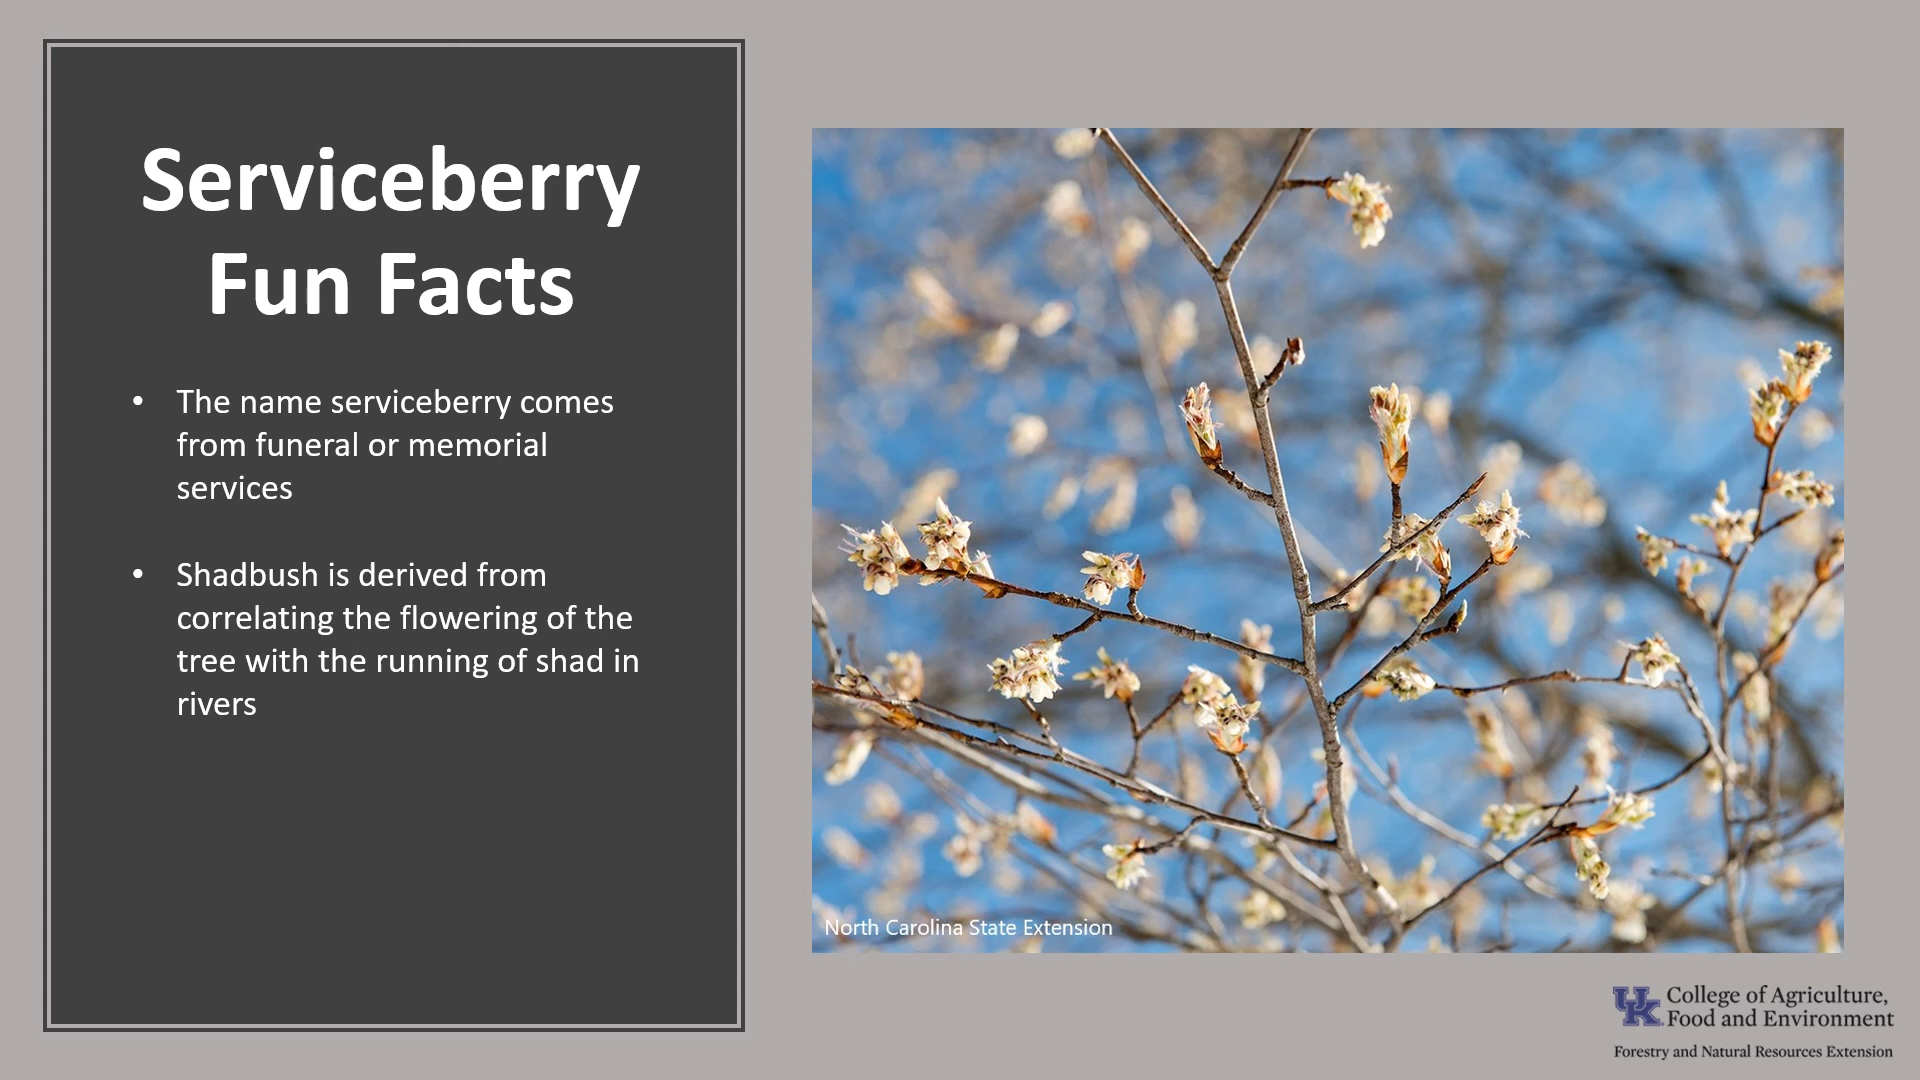 Serviceberry
Fun Facts
• The name serviceberry comes
from funeral or memorial
services
• Shadbush is derived from
correlating the flowering of the
tree with the running of shad in
rivers
North Carolina State Extension
UK College of Agriculture,
Food and Environment
Forestry and Natural Resources Extension